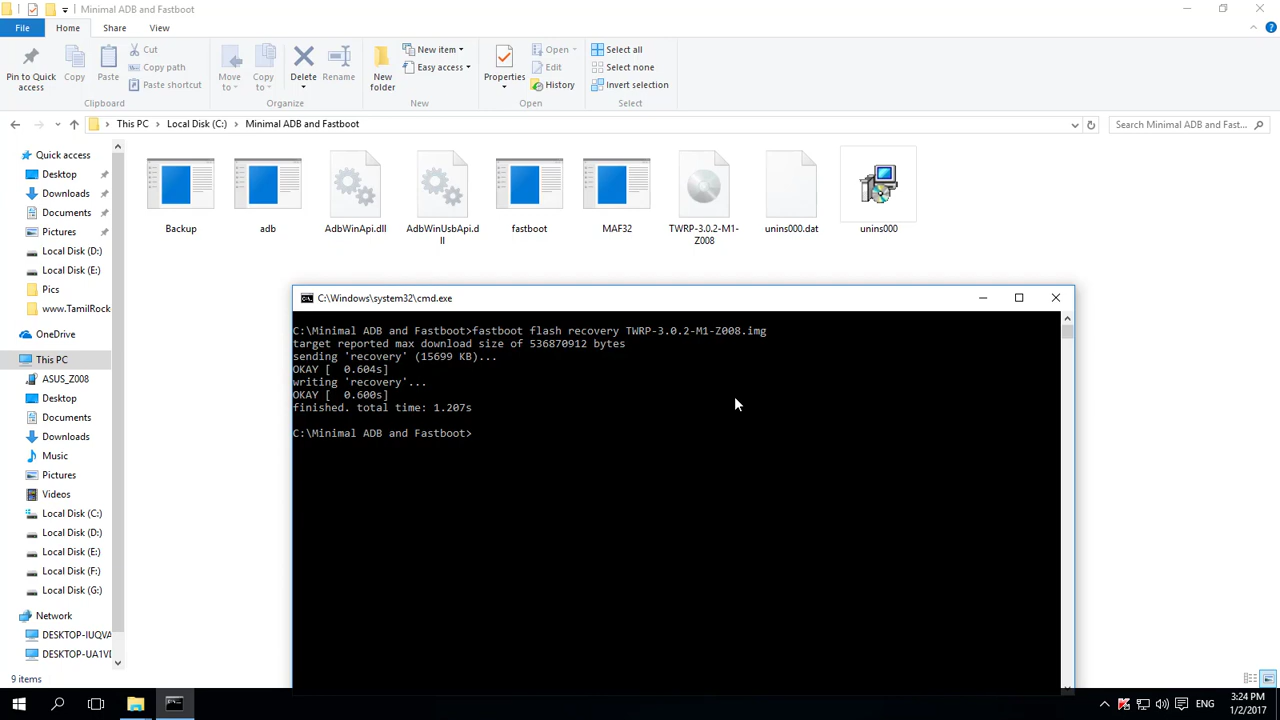 Minimal ADB and Fastboot
File Home Share View
Pin to Quick access
Copy
Paste
Cut
Copy path
Paste shortcut
Clipboard
Move to
Copy to
Delete
Rename
Organize
New folder
New item
Easy access
New
Properties
Open
Edit
History
Open
Select all
Select none
Invert selection
Select
This PC Local Disk (C:) Minimal ADB and Fastboot
Search Minimal ADB and Fast...
Quick access
Desktop
Downloads
Documents
Pictures
Local Disk (D:)
Local Disk (E:)
Pics
www.TamilRock
OneDrive
This PC
ASUS_Z008
Desktop
Documents
Downloads
Music
Pictures
Videos
Local Disk (C:)
Local Disk (D:)
Local Disk (E:)
Local Disk (F:)
Local Disk (G:)
Network
DESKTOP-IUQVA
DESKTOP-UA1VD
9 items
Backup
adb
AdbWinApi.dll
AdbWinUsbApi.d
ll
fastboot
MAF32
TWRP-3.0.2-M1-
Z008
unins000.dat
unins000
C:\Windows\system32\cmd.exe
C:\Minimal ADB and Fastboot>fastboot flash recovery TWRP-3.0.2-M1-Z008.img
target reported max download size of 536870912 bytes
sending 'recovery' (15699 KB)...
OKAY [  0.604s]
writing 'recovery'...
OKAY [  0.600s]
finished. total time: 1.207s
C:\Minimal ADB and Fastboot>
ENG
3:24 PM
1/2/2017